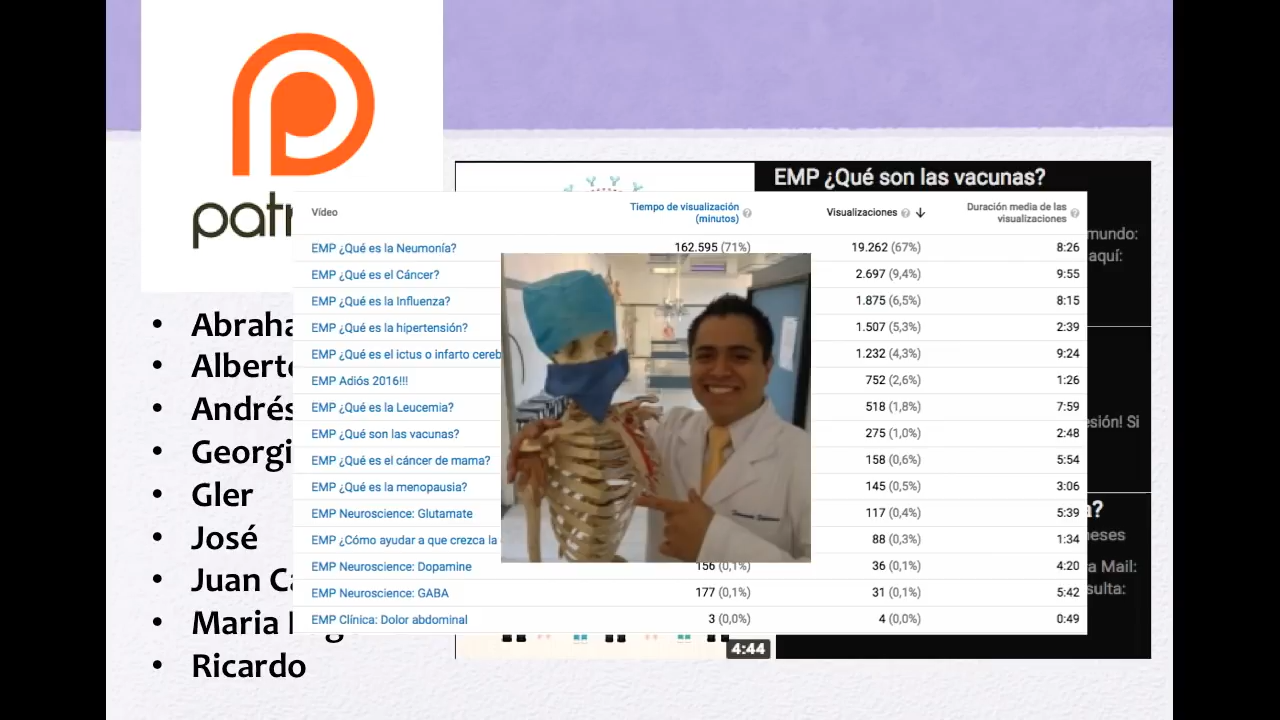 patr
EMP ¿Qué son las vacunas?
Vídeo Tiempo de visualización (minutos) Visualizaciones Duración media de las visualizaciones
EMP ¿Qué es la Neumonía? 162.595 (71%) 19.262 (67%) 8:26
EMP ¿Qué es el Cáncer? 2.697 (9,4%) 9:55
EMP ¿Qué es la Influenza? 1.875 (6,5%) 8:15
EMP ¿Qué es la hipertensión? 1.507 (5,3%) 2:39
EMP ¿Qué es el ictus o infarto cereb 1.232 (4,3%) 9:24
EMP Adiós 2016!!! 752 (2,6%) 1:26
EMP ¿Qué es la Leucemia? 518 (1,8%) 7:59
EMP ¿Qué son las vacunas? 275 (1,0%) 2:48
EMP ¿Qué es el cáncer de mama? 158 (0,6%) 5:54
EMP ¿Qué es la menopausia? 145 (0,5%) 3:06
EMP Neuroscience: Glutamate 117 (0,4%) 5:39
EMP ¿Cómo ayudar a que crezca la 88 (0,3%) 1:34
EMP Neuroscience: Dopamine 156 (0,1%) 36 (0,1%) 4:20
EMP Neuroscience: GABA 177 (0,1%) 31 (0,1%) 5:42
EMP Clínica: Dolor abdominal 3 (0,0%) 4 (0,0%) 0:49
mundo:
aquí:
esión! Si
a?
eses
a Mail:
sulta:
4:44
• Abraha
• Alberto
• Andrés
• Georgi
• Gler
• José
• Juan Ca
• Maria
• Ricardo